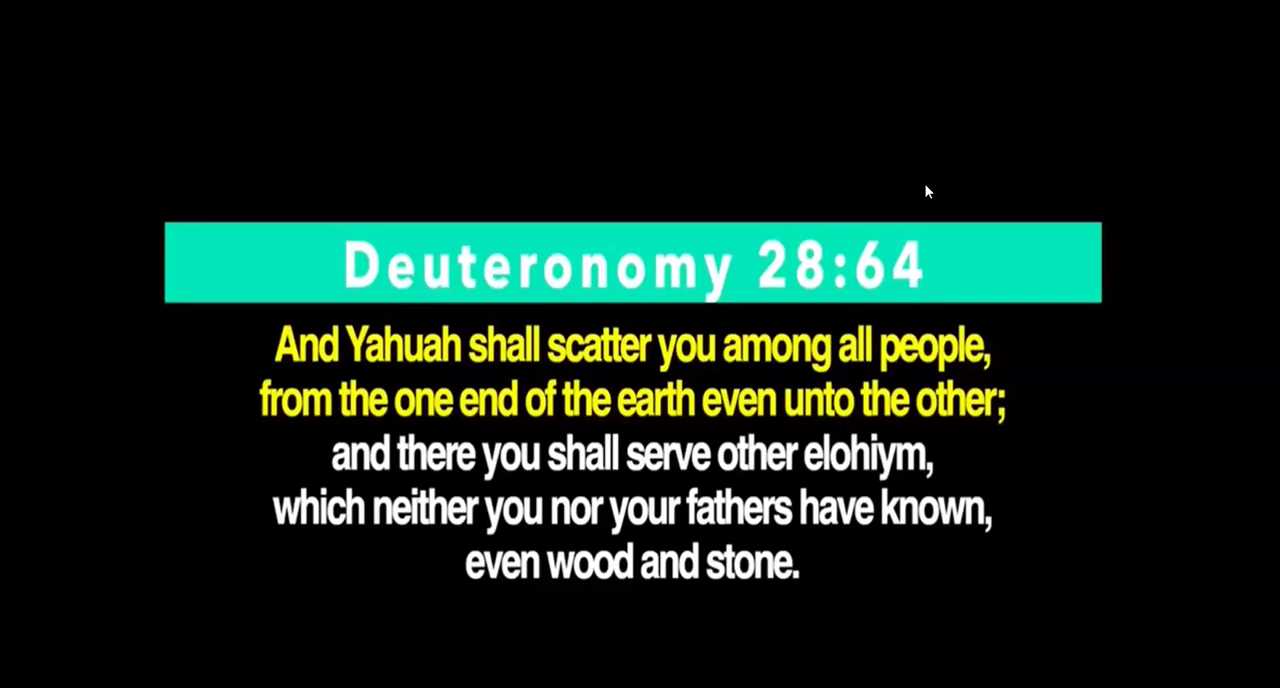 Deuteronomy 28:64
And Yahuah shall scatter you among all people,
from the one end of the earth even unto the other;
and there you shall serve other elohiym,
which neither you nor your fathers have known,
even wood and stone.